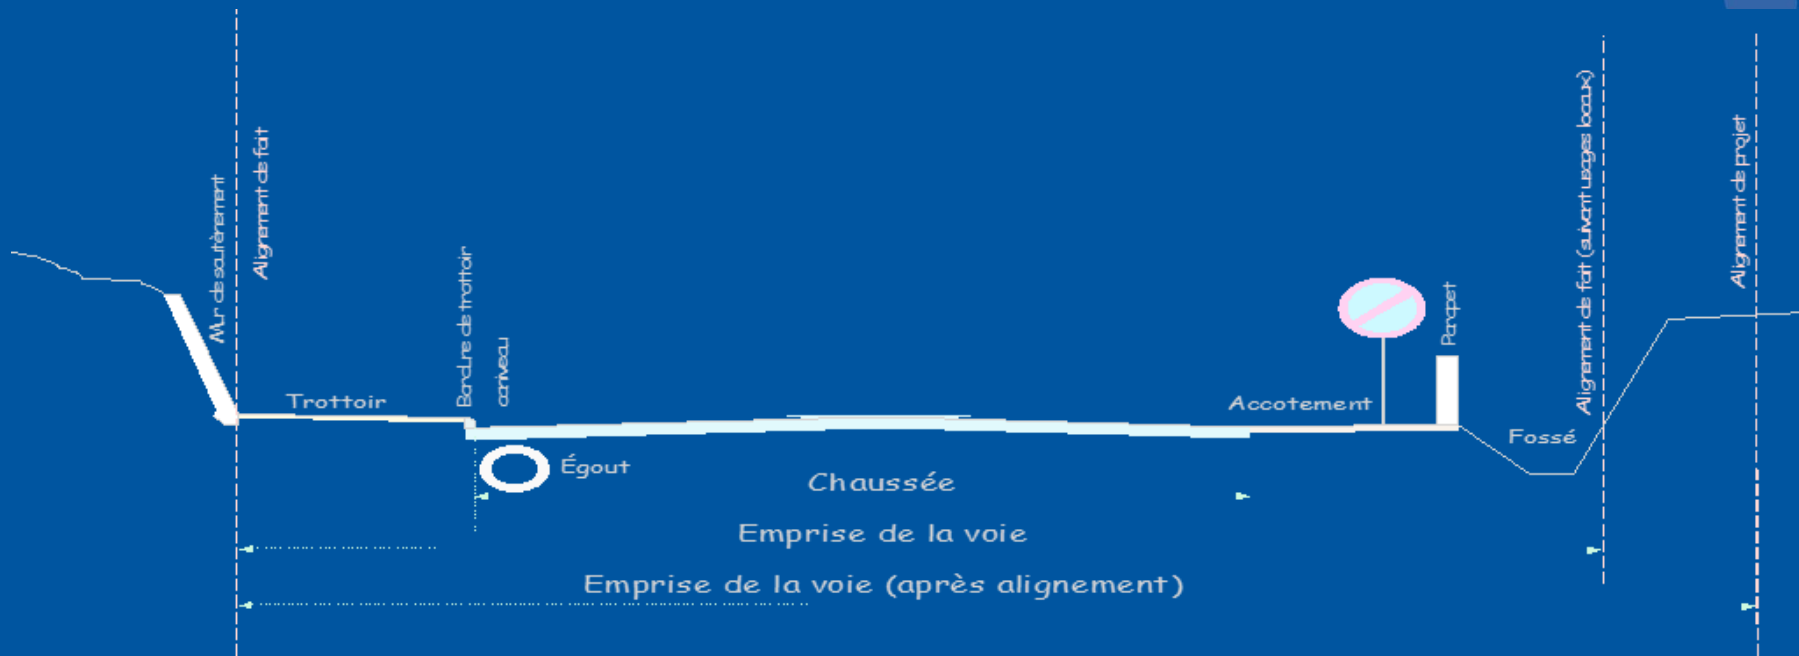 Mur de soutènement
Alignement de fait
Bordure de trottoir
caniveau
Parapet
Alignement de fait (suivant usages locaux)
Alignement de projet
Trottoir
Accotement
Fossé
Égout
Chaussée
Emprise de la voie
Emprise de la voie (après alignement)